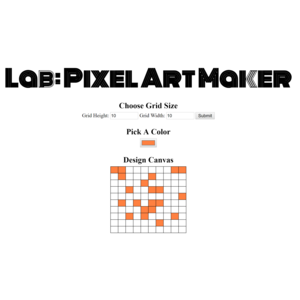 Lab: Pixel Art Maker
Choose Grid Size
Grid Height: 10 Grid Width: 10 Submit
Pick A Color
Design Canvas